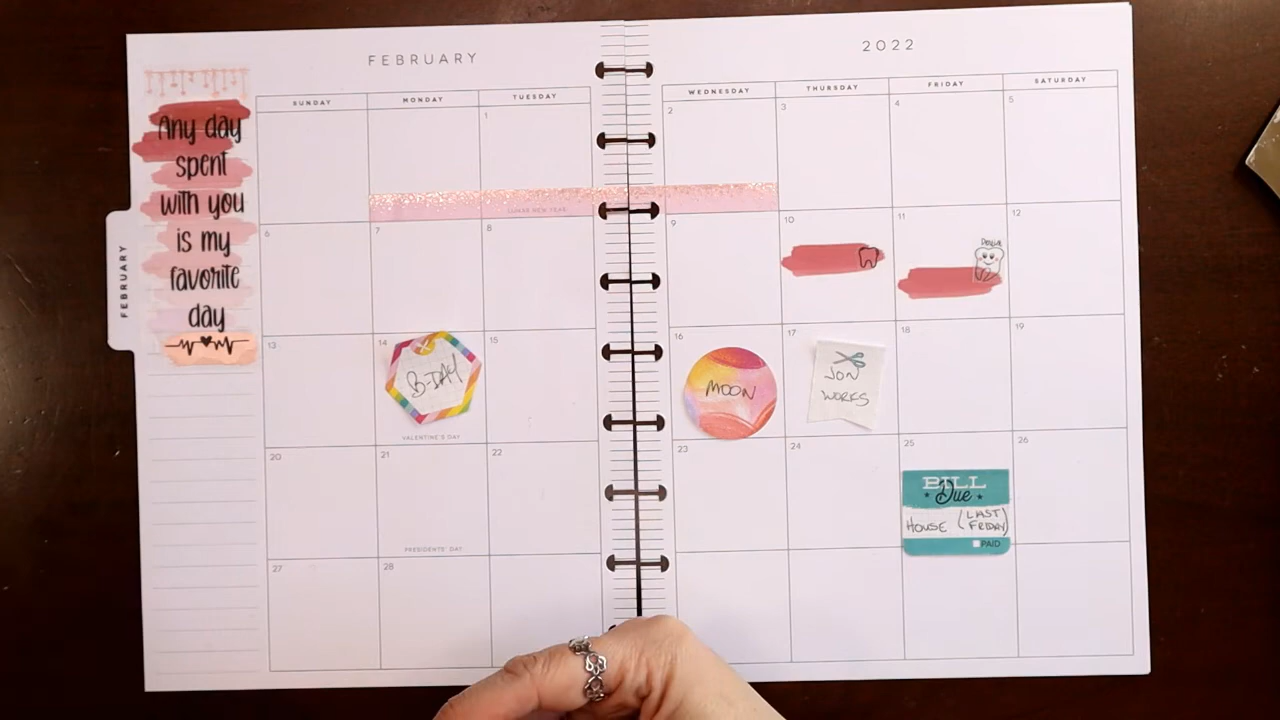 FEBRUARY
2022
SUNDAY
MONDAY
TUESDAY
WEDNESDAY
THURSDAY
FRIDAY
SATURDAY
Any day
spent
with you
is my
favorite
day
FEBRUARY
1
2
3
4
5
LUNAR NEW YEAR
6
7
8
9
10
11
12
13
14
B-DAY
VALENTINE'S DAY
15
16
MOON
17
JON
WORKS
18
19
20
21
PRESIDENTS' DAY
22
23
24
25
BILL
Due
HOUSE (LAST
FRIDAY)
PAID
26
27
28